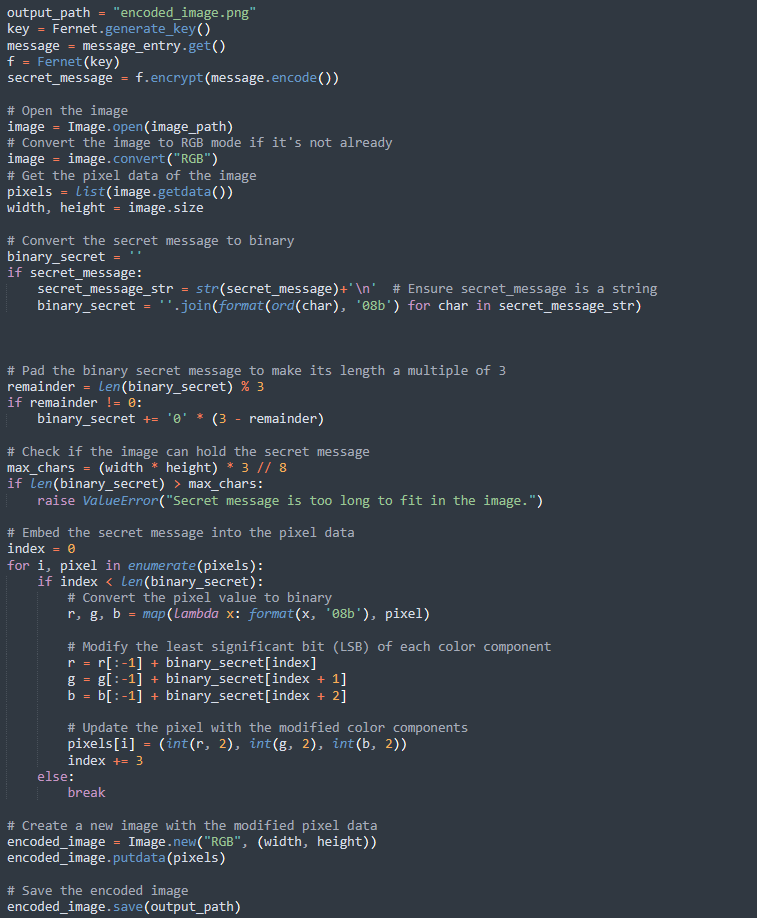 output_path = "encoded_image.png"
key = Fernet.generate_key()
message = message_entry.get()
f = Fernet(key)
secret_message = f.encrypt(message.encode())

# Open the image
image = Image.open(image_path)
# Convert the image to RGB mode if it's not already
image = image.convert("RGB")
# Get the pixel data of the image
pixels = list(image.getdata())
width, height = image.size

# Convert the secret message to binary
binary_secret = ''
if secret_message:
    secret_message_str = str(secret_message)+'\n'  # Ensure secret_message is a string
    binary_secret = ''.join(format(ord(char), '08b') for char in secret_message_str)

# Pad the binary secret message to make its length a multiple of 3
remainder = len(binary_secret) % 3
if remainder != 0:
    binary_secret += '0' * (3 - remainder)

# Check if the image can hold the secret message
max_chars = (width * height) * 3 // 8
if len(binary_secret) > max_chars:
    raise ValueError("Secret message is too long to fit in the image.")

# Embed the secret message into the pixel data
index = 0
for i, pixel in enumerate(pixels):
    if index < len(binary_secret):
        # Convert the pixel value to binary
        r, g, b = map(lambda x: format(x, '08b'), pixel)

        # Modify the least significant bit (LSB) of each color component
        r = r[:-1] + binary_secret[index]
        g = g[:-1] + binary_secret[index + 1]
        b = b[:-1] + binary_secret[index + 2]

        # Update the pixel with the modified color components
        pixels[i] = (int(r, 2), int(g, 2), int(b, 2))
        index += 3
    else:
        break

# Create a new image with the modified pixel data
encoded_image = Image.new("RGB", (width, height))
encoded_image.putdata(pixels)

# Save the encoded image
encoded_image.save(output_path)